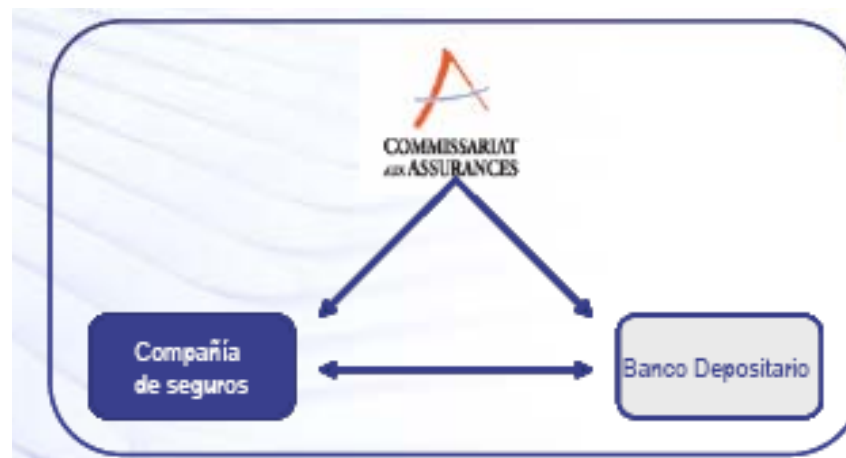 COMMISSARIAT
AUX ASSURANCES
Compañía
de seguros
Banco Depositario